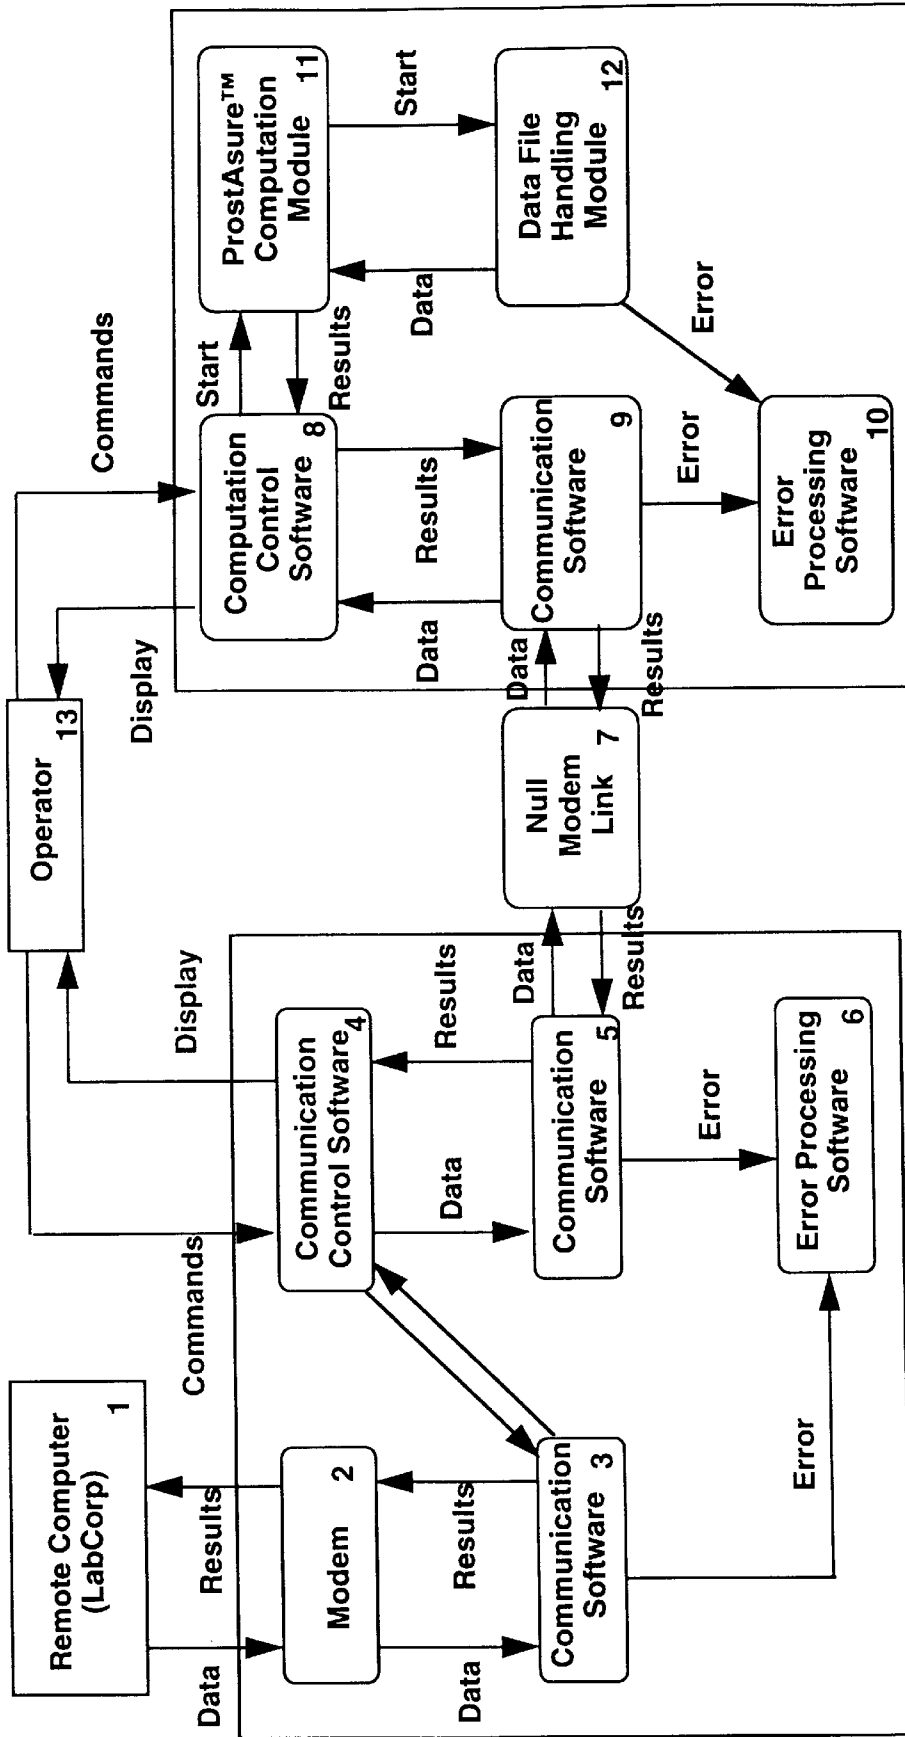 Remote Computer
(LabCorp)
1
Data
Results
Modem
2
Data
Results
Communication
Software
3
Error
Commands
Display
Communication
Control Software
4
Data
Results
Communication
Software
5
Error
Error Processing
Software
6
Data
Results
Null
Modem
Link
7
Data
Results
Operator
13
Display
Commands
Computation
Control
Software
8
Start
Results
Data
Results
Communication
Software
9
Error
Error
Processing
Software
10
ProstAsure™
Computation
Module
11
Data
Start
Data File
Handling
Module
12
Error